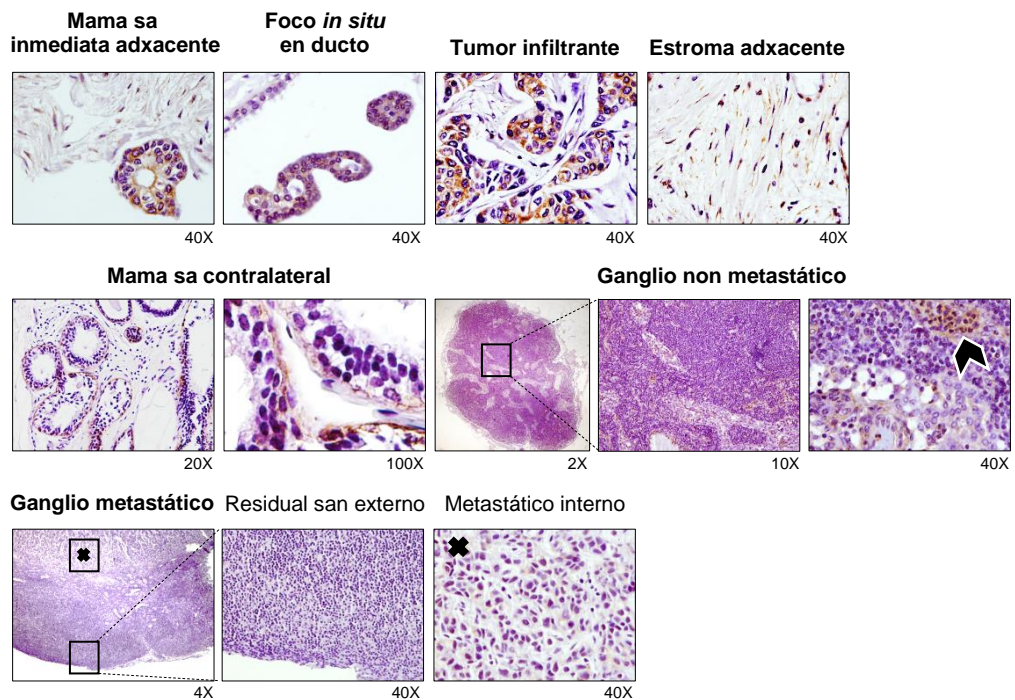 Mama sa
inmediata adxacente
Foco in situ
en ducto
Tumor infiltrante
Estroma adxacente
40X
40X
40X
40X
Mama sa contralateral
Ganglio non metastático
20X
100X
2X
10X
40X
Ganglio metastático
Residual san externo
Metastático interno
4X
40X
40X